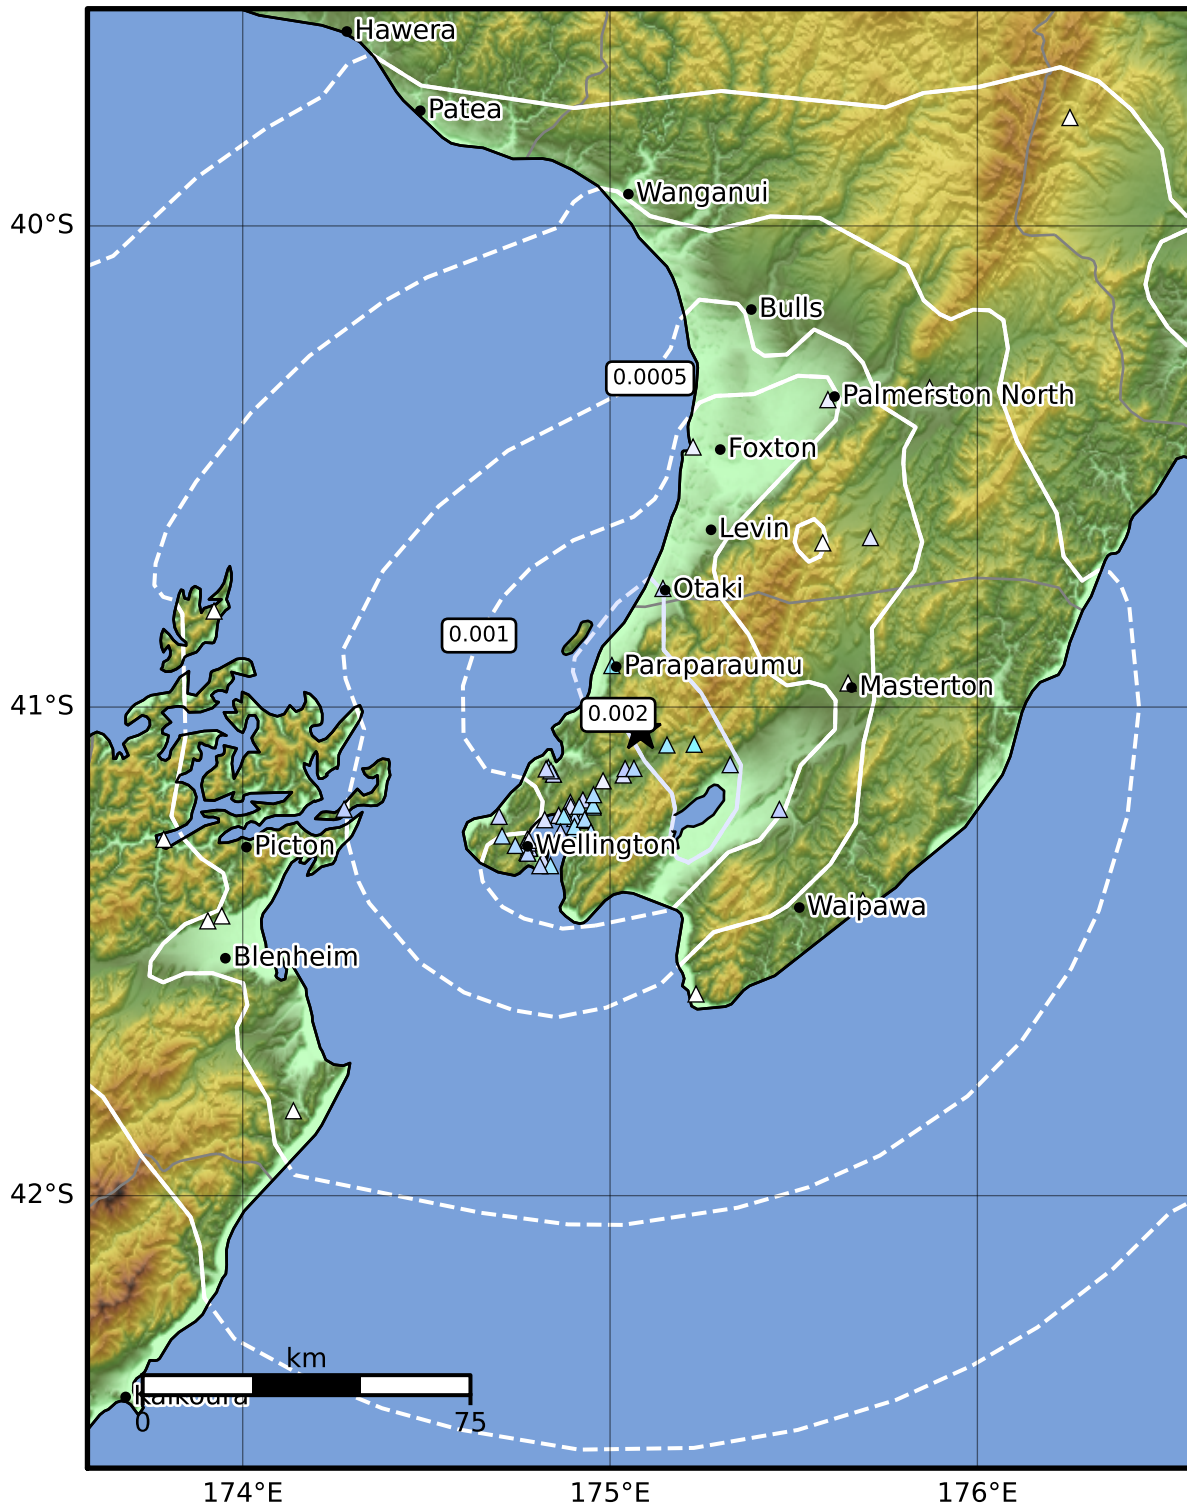 Hawera
Patea
Wanganui
40°S
Bulls
0.0005
Palmerston North
Foxton
Levin
Otaki
0.001
Paraparaumu
Masterton
41°S
0.002
Picton
Wellington
Waipawa
Blenheim
42°S
km
Kaikoura
0
75
174°E
175°E
176°E